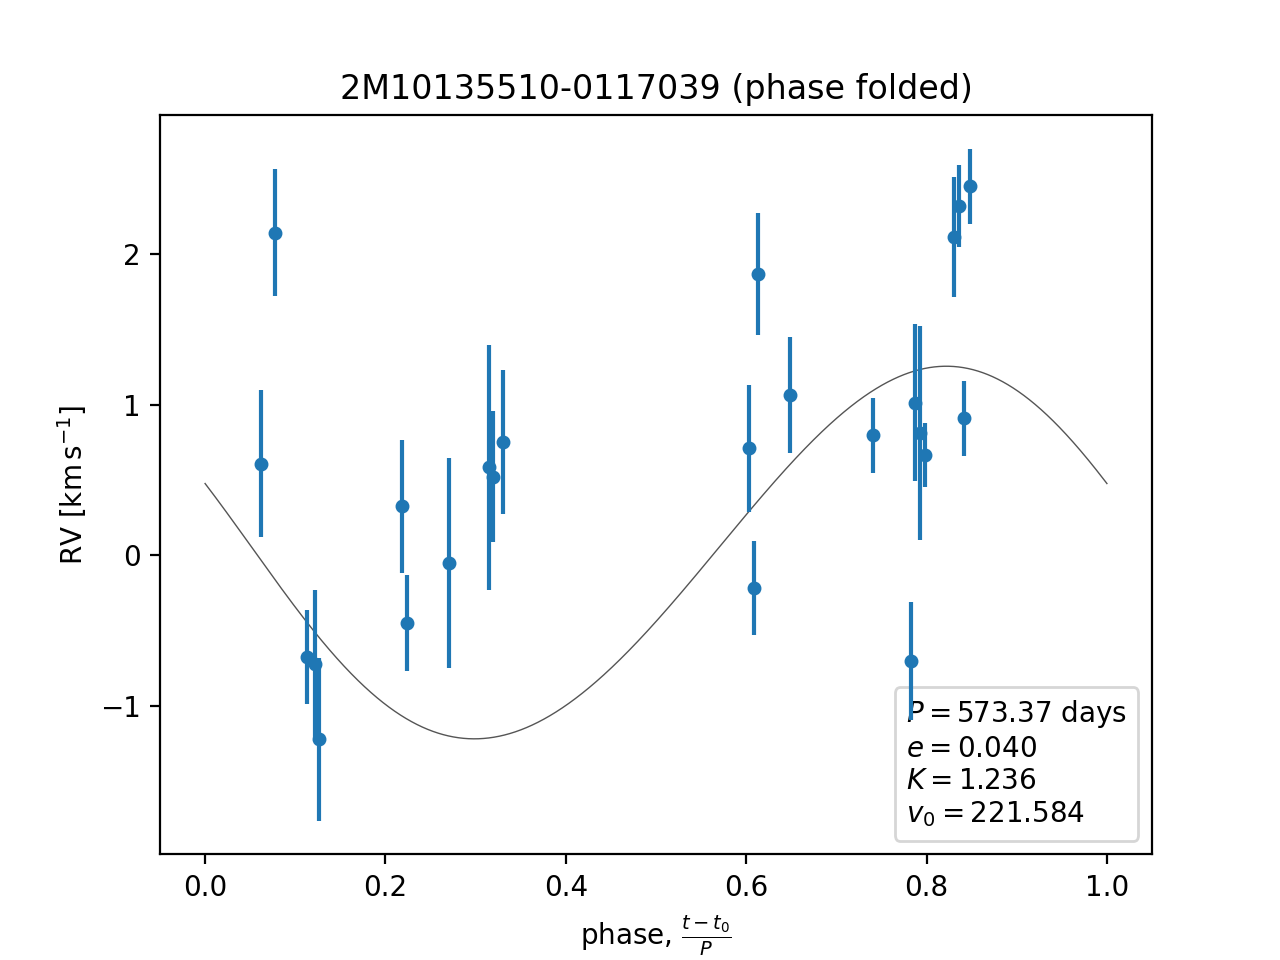 2M10135510-0117039 (phase folded)
RV [km s⁻¹]
2
1
0
−1
P = 573.37 days
e = 0.040
K = 1.236
v₀ = 221.584
0.0 0.2 0.4 0.6 0.8 1.0
phase, (t − t₀)/P